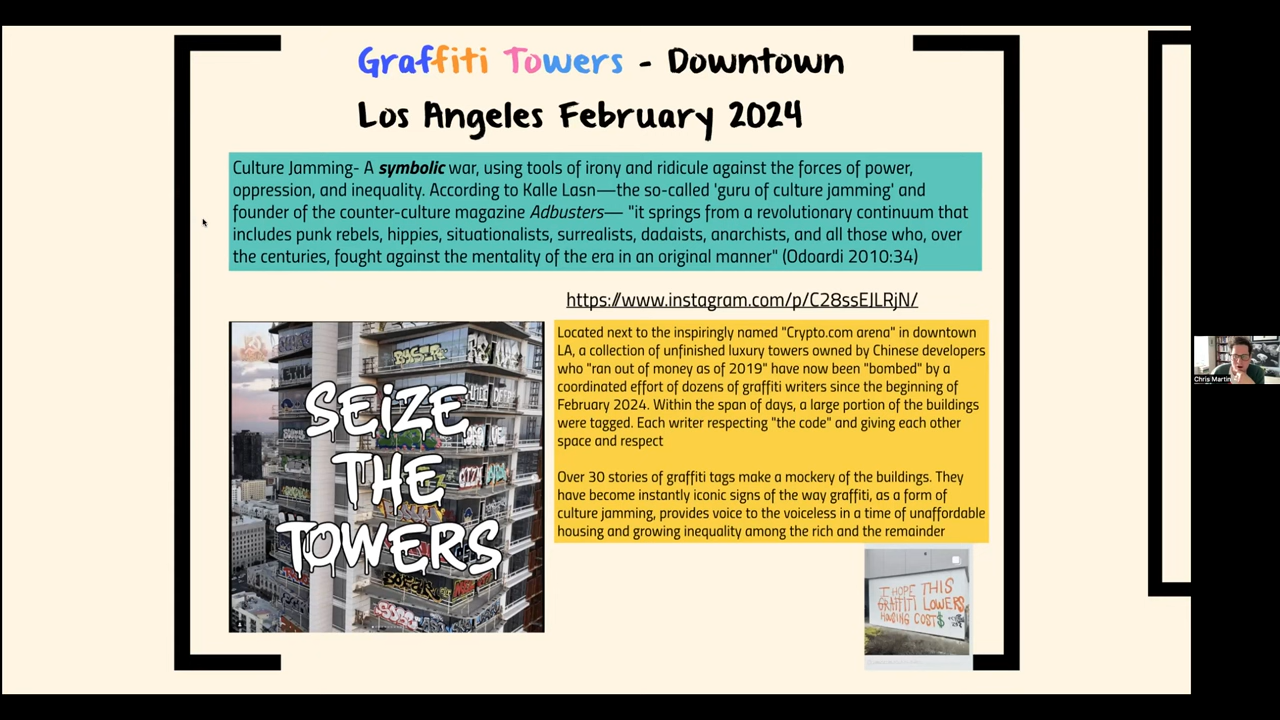 Graffiti Towers - Downtown
Los Angeles February 2024
Culture Jamming- A symbolic war, using tools of irony and ridicule against the forces of power,
oppression, and inequality. According to Kalle Lasn—the so-called 'guru of culture jamming' and
founder of the counter-culture magazine Adbusters— "it springs from a revolutionary continuum that
includes punk rebels, hippies, situationalists, surrealists, dadaists, anarchists, and all those who, over
the centuries, fought against the mentality of the era in an original manner" (Odoardi 2010:34)
https://www.instagram.com/p/C28ssEJLRjN/
SEIZE
THE
TOWERS
Located next to the inspiringly named "Crypto.com arena" in downtown
LA, a collection of unfinished luxury towers owned by Chinese developers
who "ran out of money as of 2019" have now been "bombed" by a
coordinated effort of dozens of graffiti writers since the beginning of
February 2024. Within the span of days, a large portion of the buildings
were tagged. Each writer respecting "the code" and giving each other
space and respect
Over 30 stories of graffiti tags make a mockery of the buildings. They
have become instantly iconic signs of the way graffiti, as a form of
culture jamming, provides voice to the voiceless in a time of unaffordable
housing and growing inequality among the rich and the remainder
I HOPE THIS
GRAFFITI LOWERS
HOUSING COST$
Chris Martin